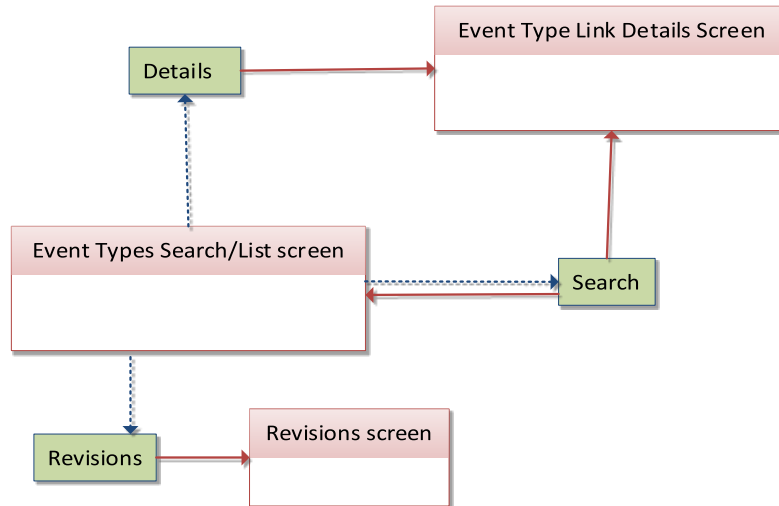 Event Type Link Details Screen
Details
Event Types Search/List screen
Search
Revisions screen
Revisions